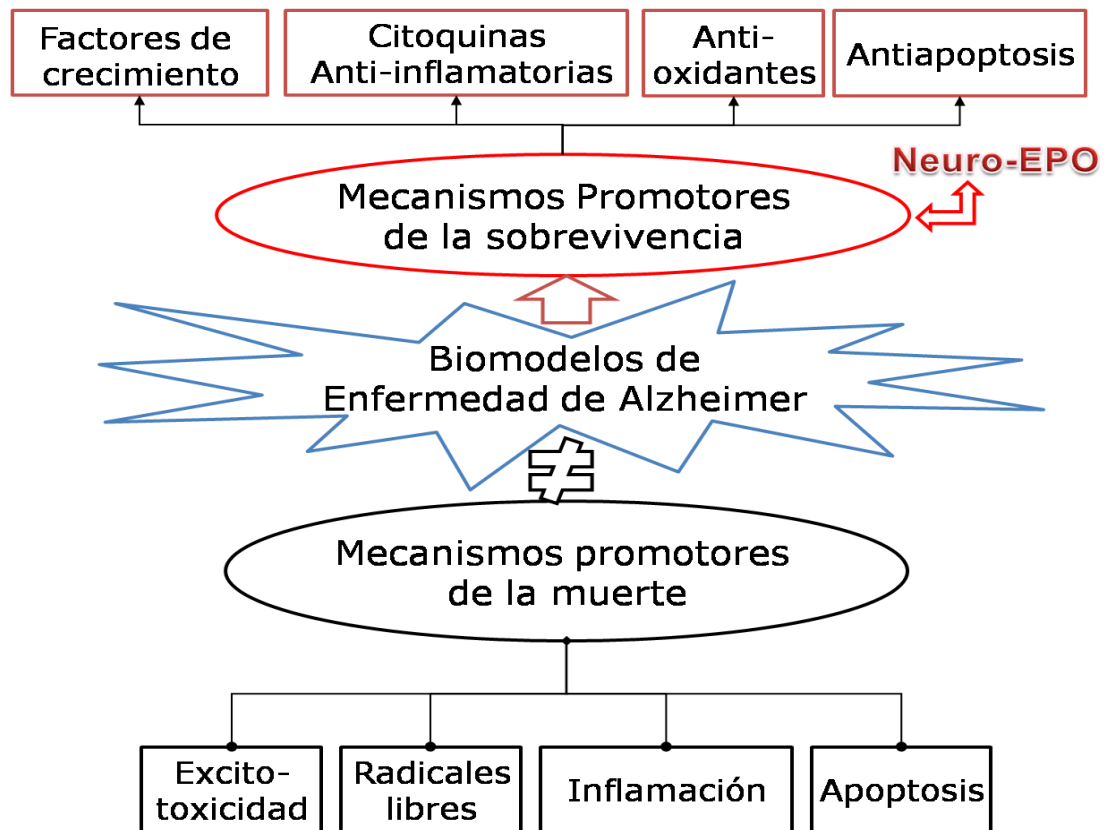 Factores de
crecimiento
Citoquinas
Anti-inflamatorias
Anti-
oxidantes
Antiapoptosis
Neuro-EPO
Mecanismos Promotores
de la sobrevivencia
Biomodelos de
Enfermedad de Alzheimer
≠
Mecanismos promotores
de la muerte
Excito-
toxicidad
Radicales
libres
Inflamación
Apoptosis